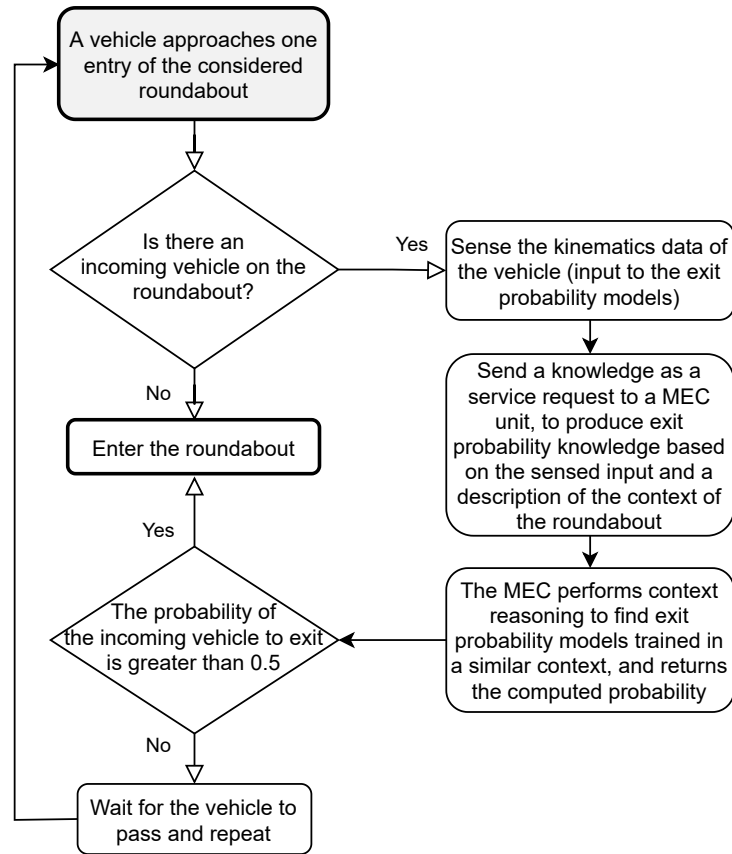 A vehicle approaches one
entry of the considered
roundabout
Is there an
incoming vehicle on the
roundabout?
Yes
Sense the kinematics data of
the vehicle (input to the exit
probability models)
Send a knowledge as a
service request to a MEC
unit, to produce exit
probability knowledge based
on the sensed input and a
description of the context of
the roundabout
The MEC performs context
reasoning to find exit
probability models trained in
a similar context, and returns
the computed probability
No
Enter the roundabout
Yes
The probability of
the incoming vehicle to exit
is greater than 0.5
No
Wait for the vehicle to
pass and repeat